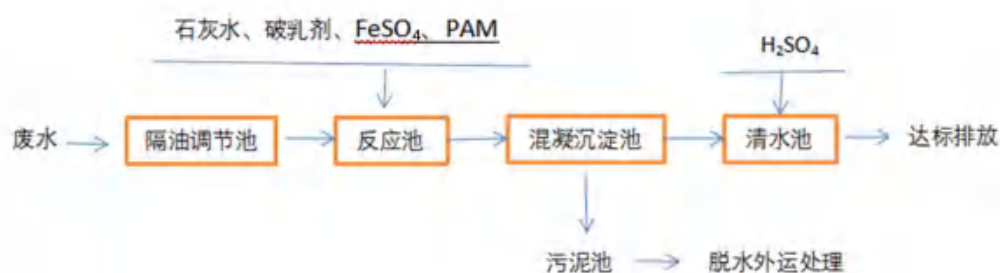 石灰水、破乳剂、FeSO₄、PAM
H₂SO₄
废水
隔油调节池
反应池
混凝沉淀池
清水池
达标排放
污泥池
脱水外运处理